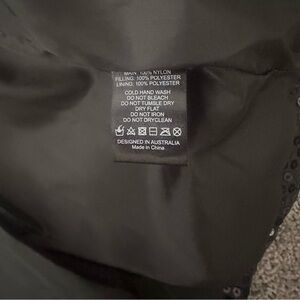 MAIN: 100% NYLON
FILLING: 100% POLYESTER
LINING: 100% POLYESTER
COLD HAND WASH
DO NOT BLEACH
DO NOT TUMBLE DRY
DRY FLAT
DO NOT IRON
DO NOT DRYCLEAN
DESIGNED IN AUSTRALIA
Made in China